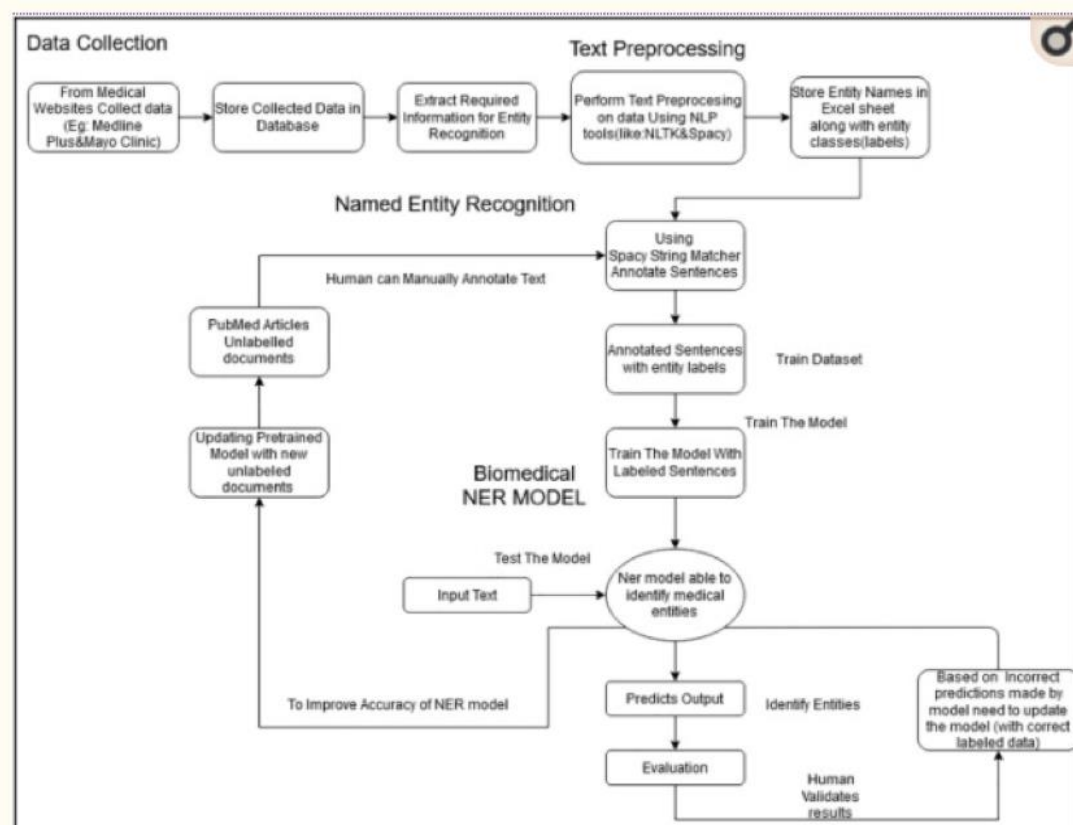 Data Collection
Text Preprocessing
From Medical
Websites Collect data
(Eg: Medline
Plus&Mayo Clinic)
Store Collected Data in
Database
Extract Required
Information for Entity
Recognition
Perform Text Preprocesing
on data Using NLP
tools(like:NLTK&Spacy)
Store Entity Names in
Excel sheet
along with entity
classes(labels)
Named Entity Recognition
Using
Spacy String Matcher
Annotate Sentences
Human can Manually Annotate Text
PubMed Articles
Unlabelled
documents
Annotated Sentences
with entity labels
Train Dataset
Train The Model
Updating Pretrained
Model with new
unlabeled
documents
Train The Model With
Labeled Sentences
Biomedical
NER MODEL
Test The Model
Input Text
Ner model able to
identify medical
entities
To Improve Accuracy of NER model
Predicts Output
Identify Entities
Based on Incorrect
predictions made by
model need to update
the model (with correct
labeled data)
Evaluation
Human
Validates
results